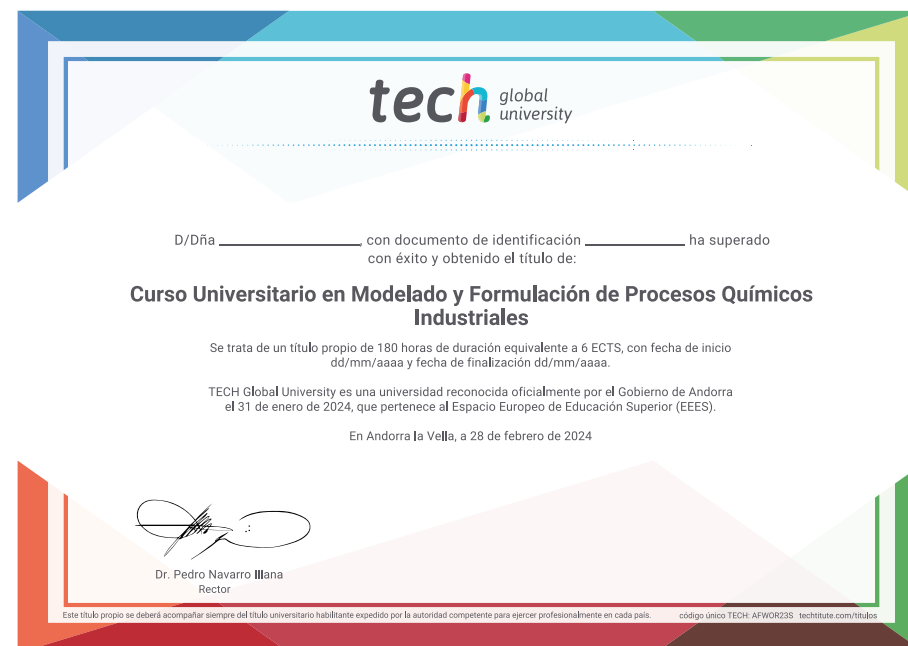 tech global university
D/Dña ____________________, con documento de identificación ______________ ha superado
con éxito y obtenido el título de:
Curso Universitario en Modelado y Formulación de Procesos Químicos
Industriales
Se trata de un título propio de 180 horas de duración equivalente a 6 ECTS, con fecha de inicio
dd/mm/aaaa y fecha de finalización dd/mm/aaaa.
TECH Global University es una universidad reconocida oficialmente por el Gobierno de Andorra
el 31 de enero de 2024, que pertenece al Espacio Europeo de Educación Superior (EEES).
En Andorra la Vella, a 28 de febrero de 2024
Dr. Pedro Navarro Illana
Rector
Este título propio se deberá acompañar siempre del título universitario habilitante expedido por la autoridad competente para ejercer profesionalmente en cada país. código único TECH: AFWOR23S techtitute.com/titulos